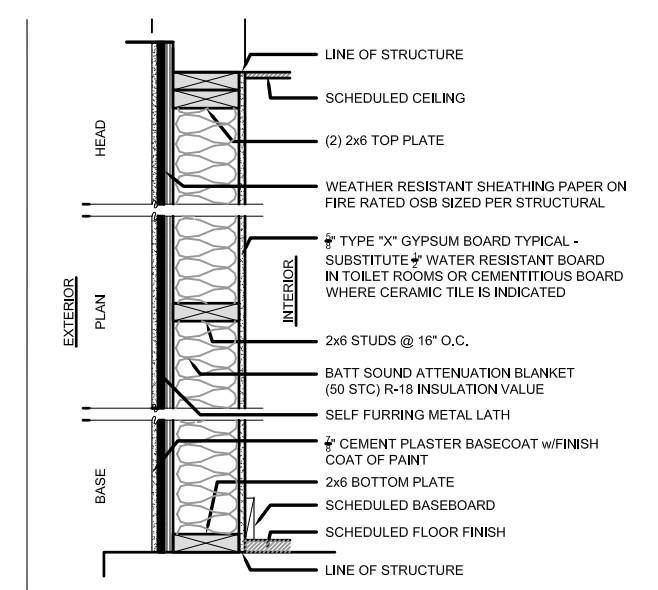 LINE OF STRUCTURE
SCHEDULED CEILING
(2) 2x6 TOP PLATE
WEATHER RESISTANT SHEATHING PAPER ON
FIRE RATED OSB SIZED PER STRUCTURAL
5/8" TYPE "X" GYPSUM BOARD TYPICAL -
SUBSTITUTE 1/2" WATER RESISTANT BOARD
IN TOILET ROOMS OR CEMENTITIOUS BOARD
WHERE CERAMIC TILE IS INDICATED
2x6 STUDS @ 16" O.C.
BATT SOUND ATTENUATION BLANKET
(50 STC) R-18 INSULATION VALUE
SELF FURRING METAL LATH
7/8" CEMENT PLASTER BASECOAT w/FINISH
COAT OF PAINT
2x6 BOTTOM PLATE
SCHEDULED BASEBOARD
SCHEDULED FLOOR FINISH
LINE OF STRUCTURE
HEAD
EXTERIOR
PLAN
INTERIOR
BASE